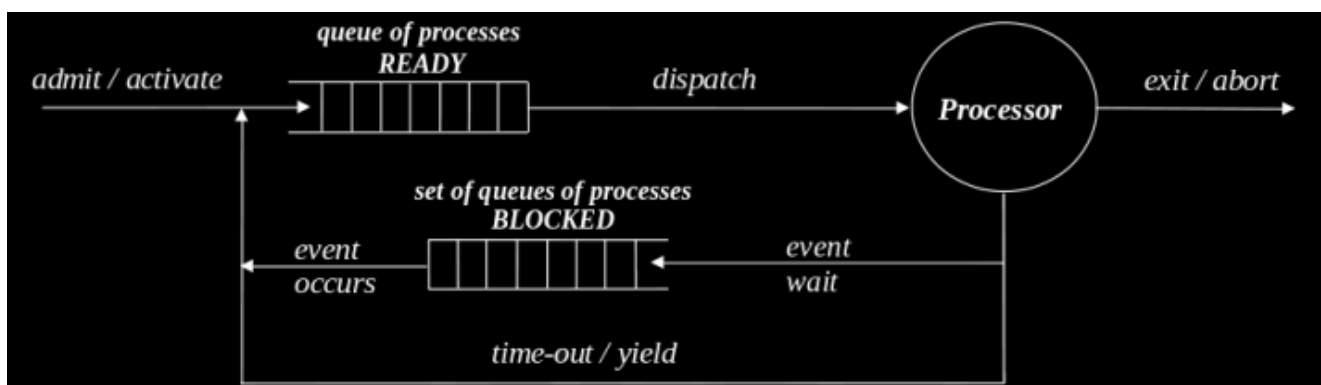 queue of processes
READY
admit / activate
dispatch
Processor
exit / abort
set of queues of processes
BLOCKED
event
occurs
event
wait
time-out / yield